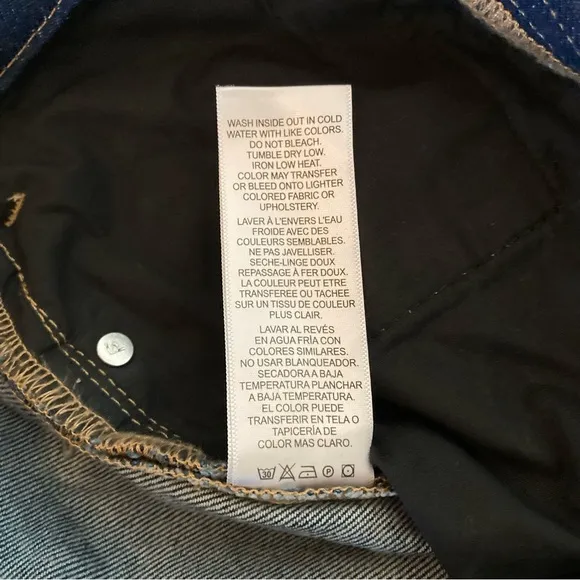 WASH INSIDE OUT IN COLD
WATER WITH LIKE COLORS.
DO NOT BLEACH.
TUMBLE DRY LOW.
IRON LOW HEAT.
COLOR MAY TRANSFER
OR BLEED ONTO LIGHTER
COLORED FABRIC OR
UPHOLSTERY.
LAVER À L'ENVERS L'EAU
FROIDE AVEC DES
COULEURS SEMBLABLES.
NE PAS JAVELLISER.
SECHE-LINGE DOUX
REPASSAGE À FER DOUX.
LA COULEUR PEUT ETRE
TRANSFEREE OU TACHEE
SUR UN TISSU DE COULEUR
PLUS CLAIR.
LAVAR AL REVÉS
EN AGUA FRÍA CON
COLORES SIMILARES.
NO USAR BLANQUEADOR.
SECADORA A BAJA
TEMPERATURA PLANCHAR
A BAJA TEMPERATURA.
EL COLOR PUEDE
TRANSFERIR EN TELA O
TAPICERÍA DE
COLOR MAS CLARO.
30 P